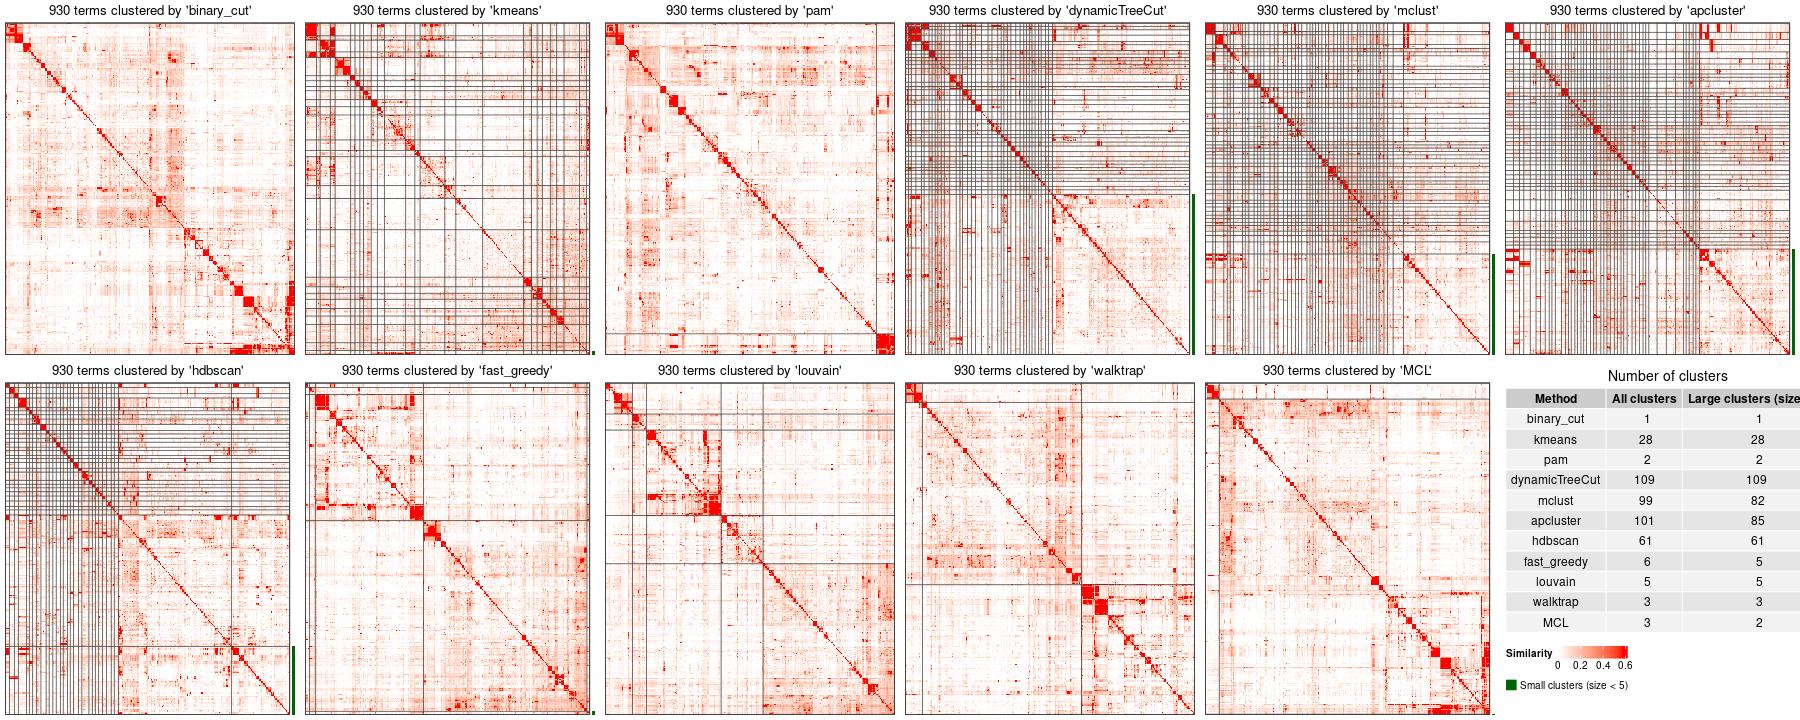 930 terms clustered by 'binary_cut'
930 terms clustered by 'kmeans'
930 terms clustered by 'pam'
930 terms clustered by 'dynamicTreeCut'
930 terms clustered by 'mclust'
930 terms clustered by 'apcluster'
930 terms clustered by 'hdbscan'
930 terms clustered by 'fast_greedy'
930 terms clustered by 'louvain'
930 terms clustered by 'walktrap'
930 terms clustered by 'MCL'
Number of clusters
Method All clusters Large clusters (size
binary_cut 1 1
kmeans 28 28
pam 2 2
dynamicTreeCut 109 109
mclust 99 82
apcluster 101 85
hdbscan 61 61
fast_greedy 6 5
louvain 5 5
walktrap 3 3
MCL 3 2
Similarity
0 0.2 0.4 0.6
Small clusters (size < 5)